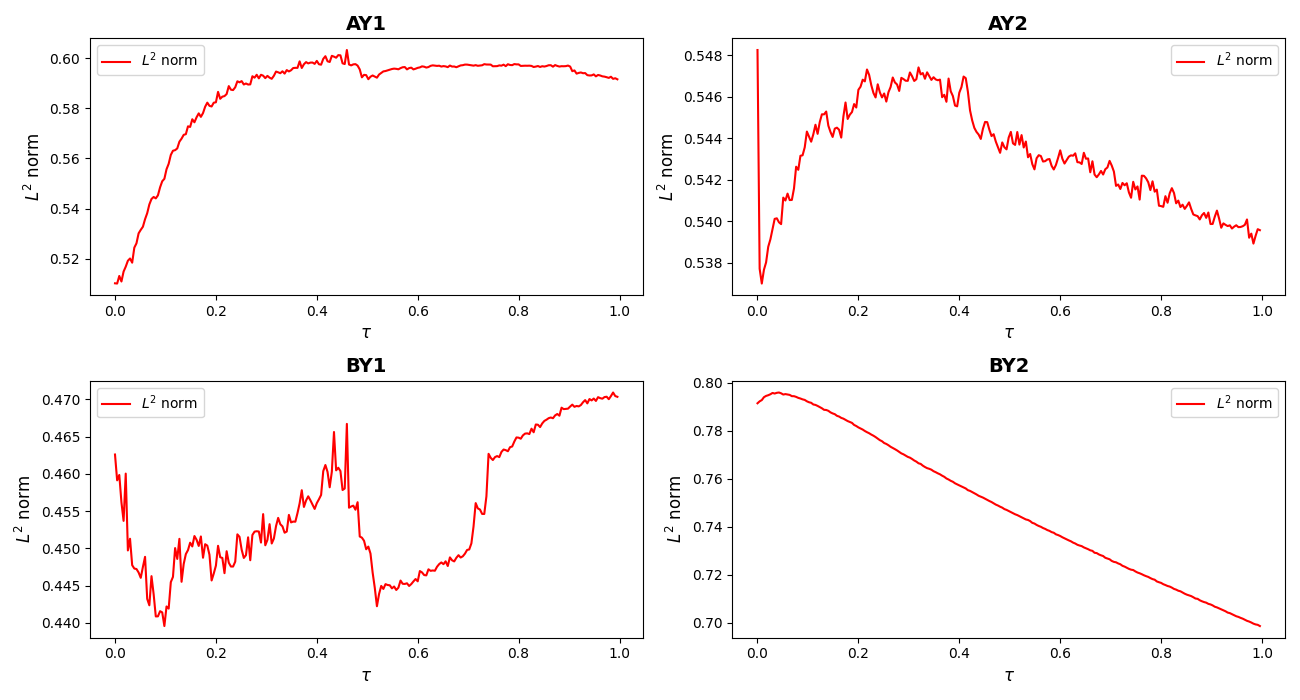 AY1
L² norm
0.60
0.58
0.56
0.54
0.52
L² norm
0.0 0.2 0.4 0.6 0.8 1.0
τ
AY2
L² norm
0.548
0.546
0.544
0.542
0.540
0.538
L² norm
0.0 0.2 0.4 0.6 0.8 1.0
τ
BY1
L² norm
0.470
0.465
0.460
0.455
0.450
0.445
0.440
L² norm
0.0 0.2 0.4 0.6 0.8 1.0
τ
BY2
L² norm
0.80
0.78
0.76
0.74
0.72
0.70
L² norm
0.0 0.2 0.4 0.6 0.8 1.0
τ